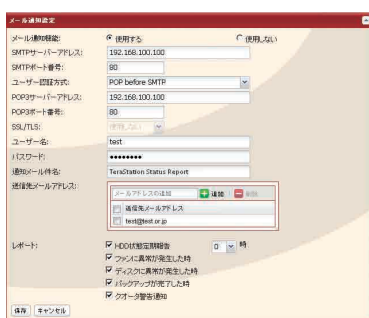 メール通知設定
メール通知機能: 使用する 使用しない
SMTPサーバーアドレス: 192.168.100.100
SMTPポート番号: 80
ユーザー認証方式: POP before SMTP
POP3サーバーアドレス: 192.168.100.100
POP3ポート番号: 80
SSL/TLS: 使用しない
ユーザー名: test
パスワード: ●●●●●●●●
通知メール件名: TeraStation Status Report
送信先メールアドレス: メールアドレスの追加 追加 削除
送信先メールアドレス
test@test.or.jp
レポート: HDD状態定期報告 0 時
ファンに異常が発生した時
ディスクに異常が発生した時
バックアップが完了した時
クオータ警告通知
保存 キャンセル